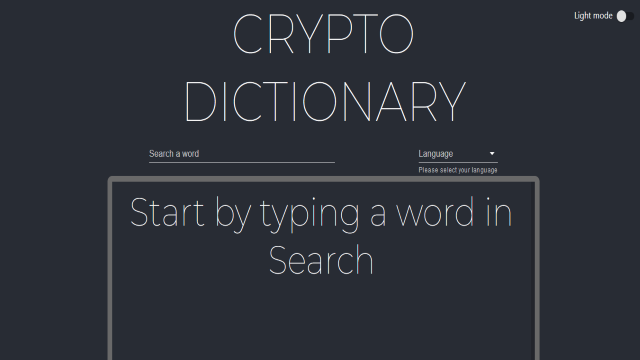 Light mode
CRYPTO
DICTIONARY
Search a word
Language
Please select your language
Start by typing a word in
Search